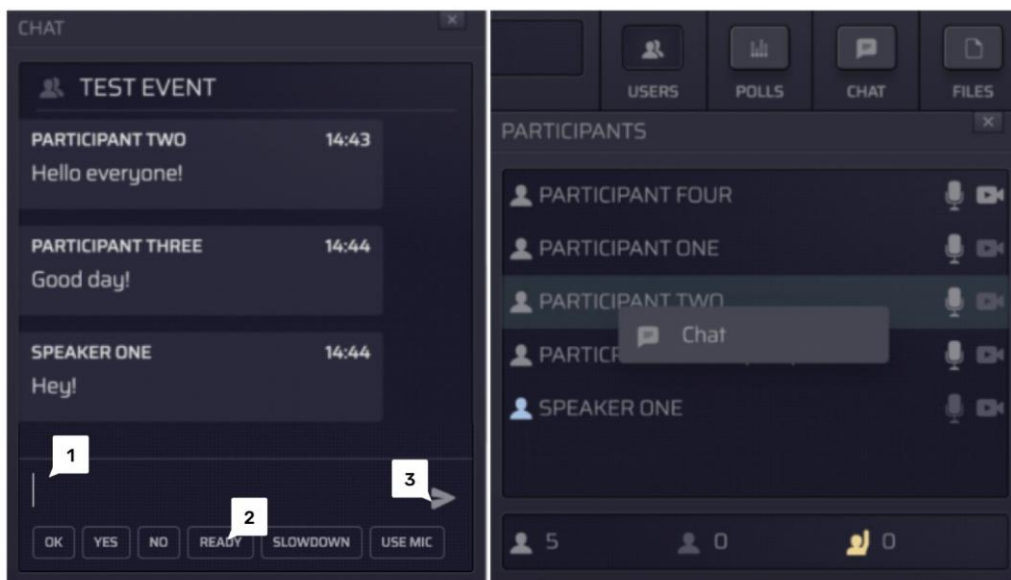 CHAT
TEST EVENT
PARTICIPANT TWO 14:43
Hello everyone!
PARTICIPANT THREE 14:44
Good day!
SPEAKER ONE 14:44
Hey!
1
3
2
OK YES NO READY SLOWDOWN USE MIC
USERS POLLS CHAT FILES
PARTICIPANTS
PARTICIPANT FOUR
PARTICIPANT ONE
PARTICIPANT TWO
Chat
SPEAKER ONE
5 0 0